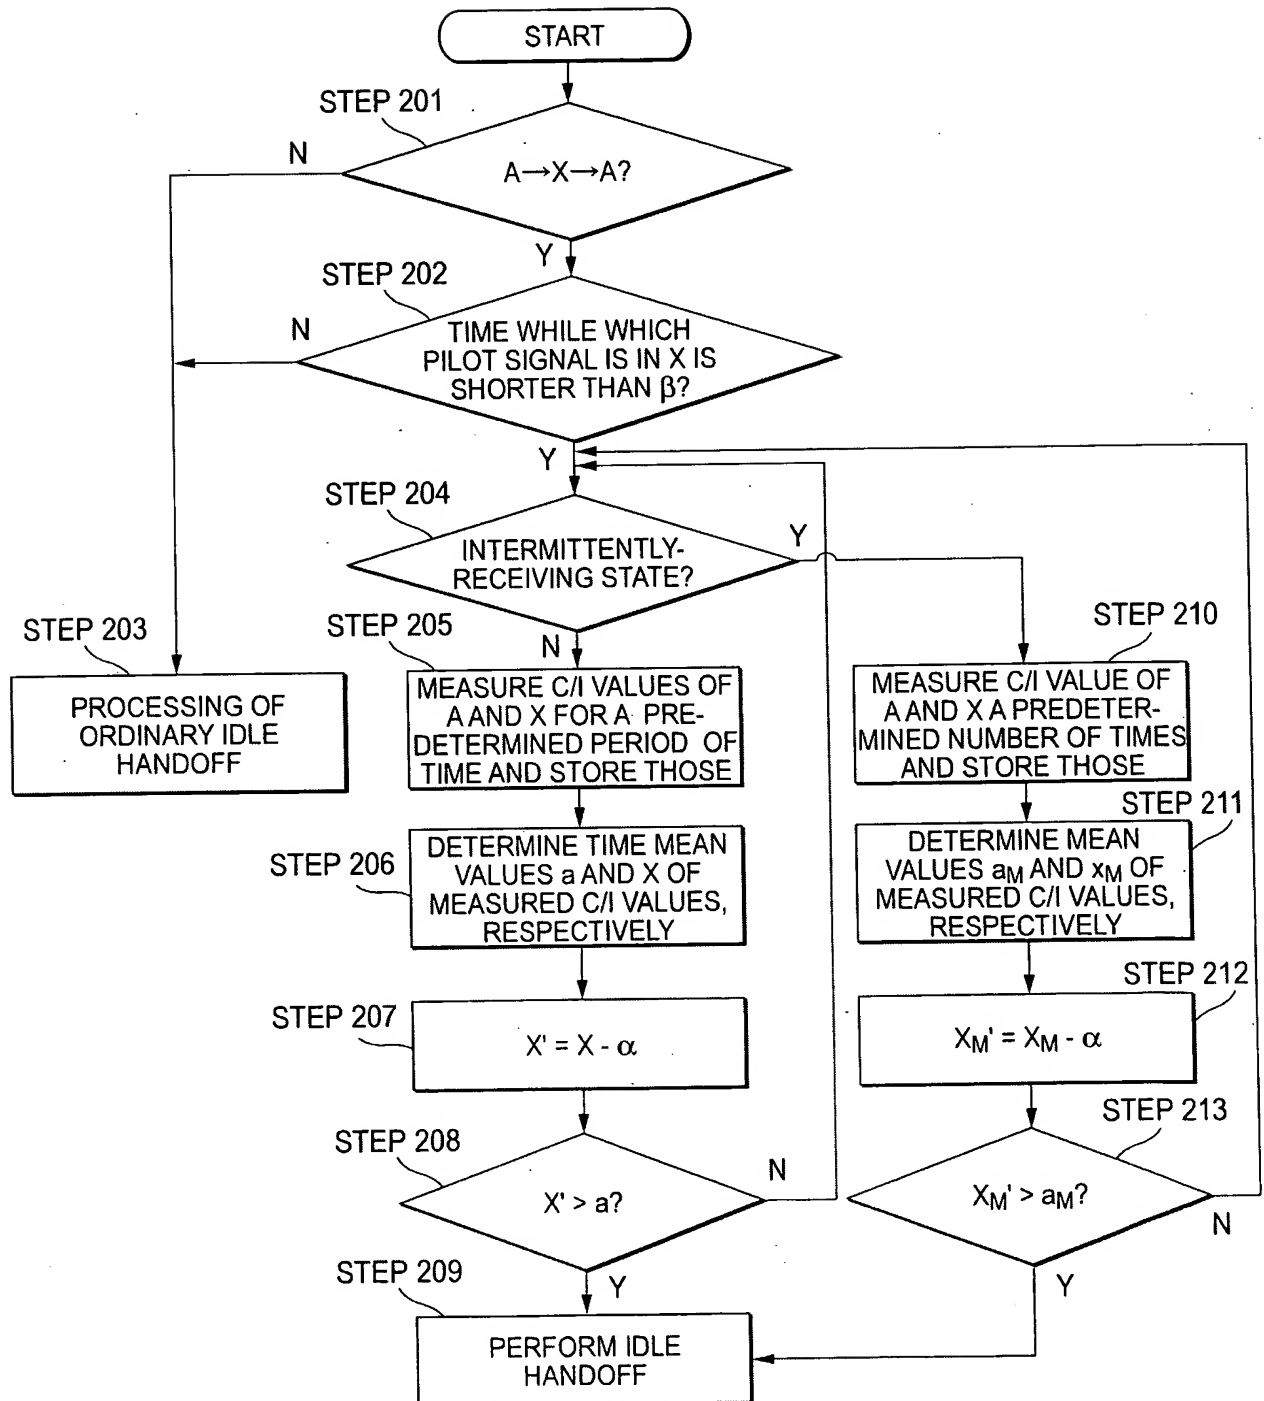 START
STEP 201
N
A→X→A?
Y
STEP 202
N
TIME WHILE WHICH
PILOT SIGNAL IS IN X IS
SHORTER THAN β?
Y
STEP 204
Y
INTERMITTENTLY-
RECEIVING STATE?
N
STEP 203
PROCESSING OF
ORDINARY IDLE
HANDOFF
STEP 205
MEASURE C/I VALUES OF
A AND X FOR A PRE-
DETERMINED PERIOD OF
TIME AND STORE THOSE
STEP 210
MEASURE C/I VALUE OF
A AND X A PREDETER-
MINED NUMBER OF TIMES
AND STORE THOSE
STEP 206
DETERMINE TIME MEAN
VALUES a AND X OF
MEASURED C/I VALUES,
RESPECTIVELY
STEP 211
DETERMINE MEAN
VALUES aM AND xM OF
MEASURED C/I VALUES,
RESPECTIVELY
STEP 207
X' = X - α
STEP 212
XM' = XM - α
STEP 208
X' > a?
N
Y
STEP 213
XM' > aM?
N
Y
STEP 209
PERFORM IDLE
HANDOFF